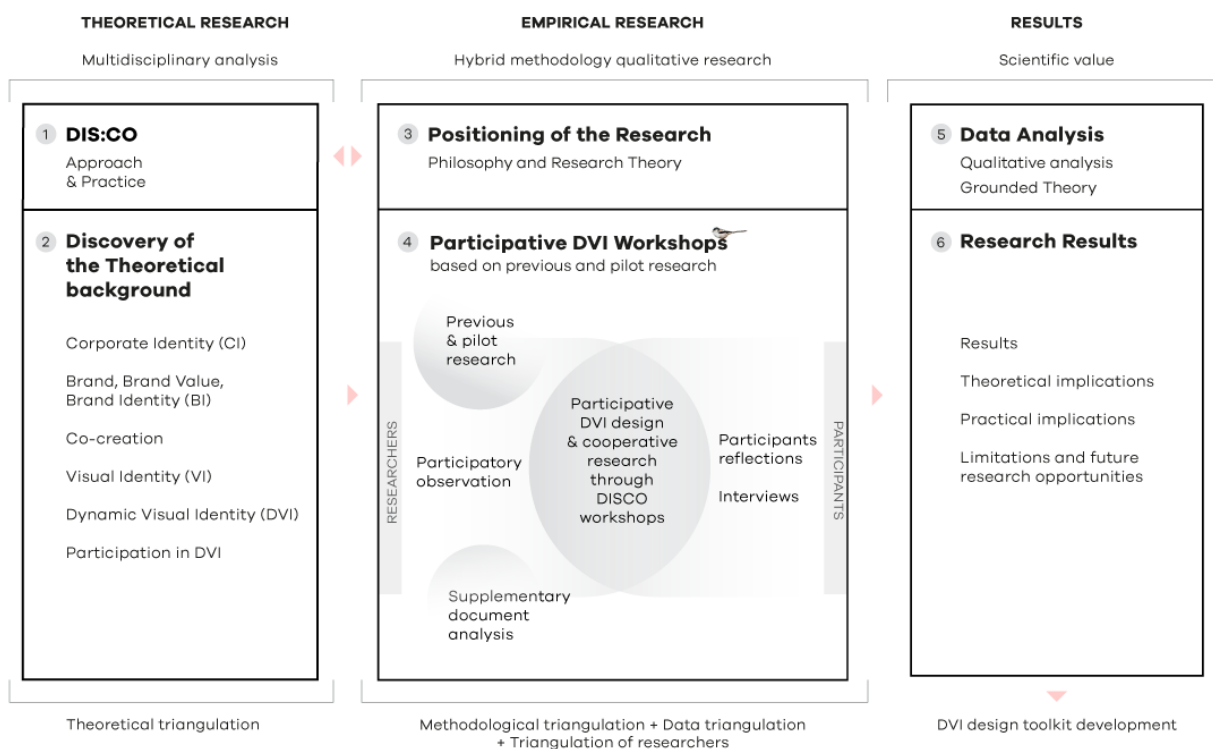 THEORETICAL RESEARCH
Multidisciplinary analysis
1 DIS:CO
Approach
& Practice
2 Discovery of
the Theoretical
background
Corporate Identity (CI)
Brand, Brand Value,
Brand Identity (BI)
Co-creation
Visual Identity (VI)
Dynamic Visual Identity (DVI)
Participation in DVI
Theoretical triangulation
EMPIRICAL RESEARCH
Hybrid methodology qualitative research
3 Positioning of the Research
Philosophy and Research Theory
4 Participative DVI Workshops
based on previous and pilot research
RESEARCHERS
Previous
& pilot
research
Participatory
observation
Supplementary
document
analysis
Participative
DVI design
& cooperative
research
through
DISCO
workshops
Participants
reflections
Interviews
PARTICIPANTS
Methodological triangulation + Data triangulation
+ Triangulation of researchers
RESULTS
Scientific value
5 Data Analysis
Qualitative analysis
Grounded Theory
6 Research Results
Results
Theoretical implications
Practical implications
Limitations and future
research opportunities
DVI design toolkit development